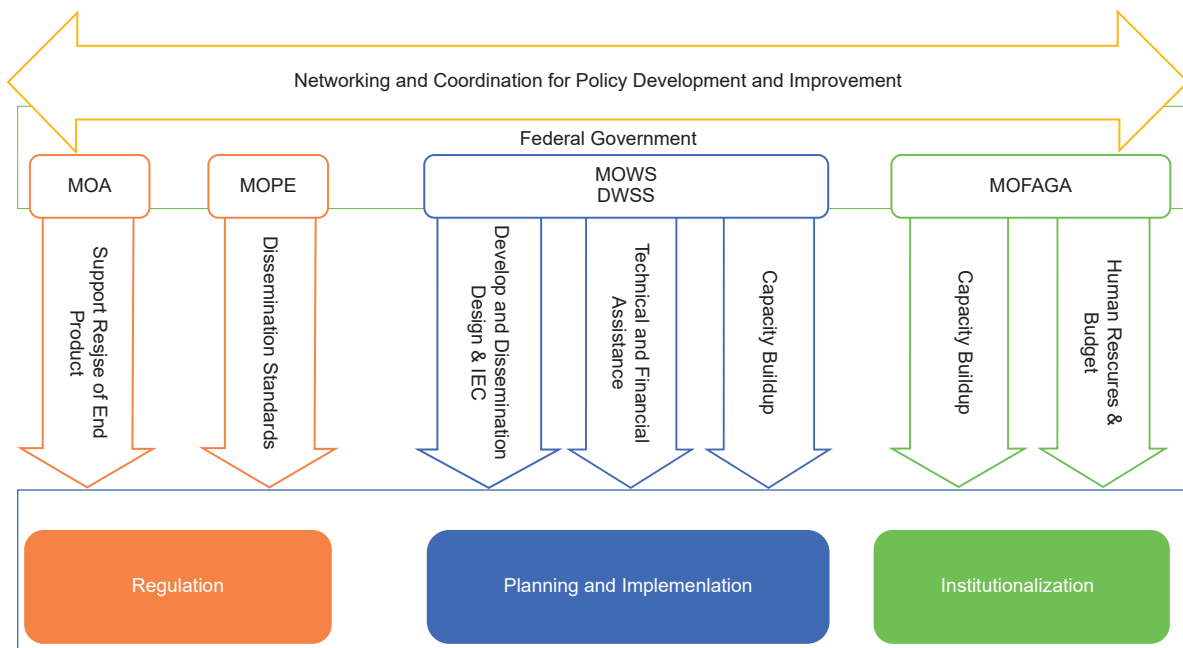 Networking and Coordination for Policy Development and Improvement
Federal Government
MOA
MOPE
MOWS
DWSS
MOFAGA
Support Resjse of End
Product
Dissemination Standards
Develop and Dissemination
Design & IEC
Technical and Financial
Assistance
Capacity Buildup
Capacity Buildup
Human Rescures &
Budget
Regulation
Planning and Implemenlation
Institutionalization